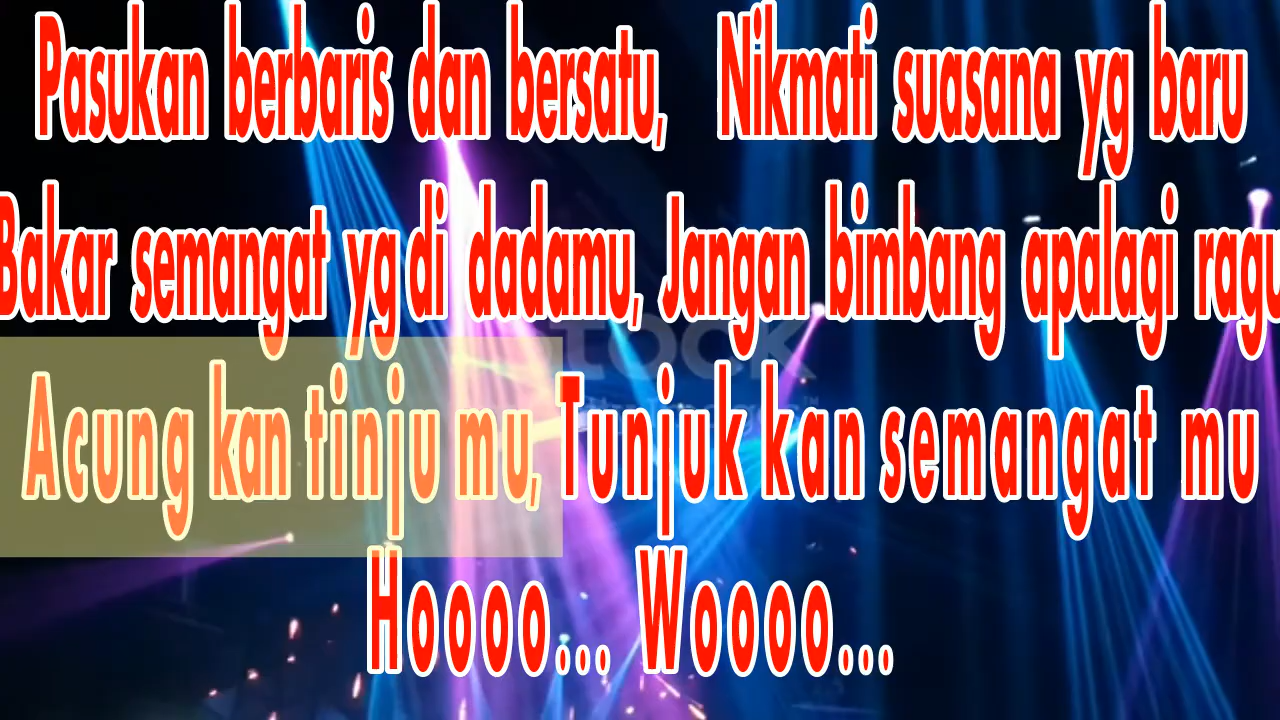 Pasukan berbaris dan bersatu, Nikmati suasana yg baru
Bakar semangat yg di dadamu, Jangan bimbang apalagi ragu
Acung kan tinju mu, Tunjuk kan semangat mu
Hoooo... Woooo...